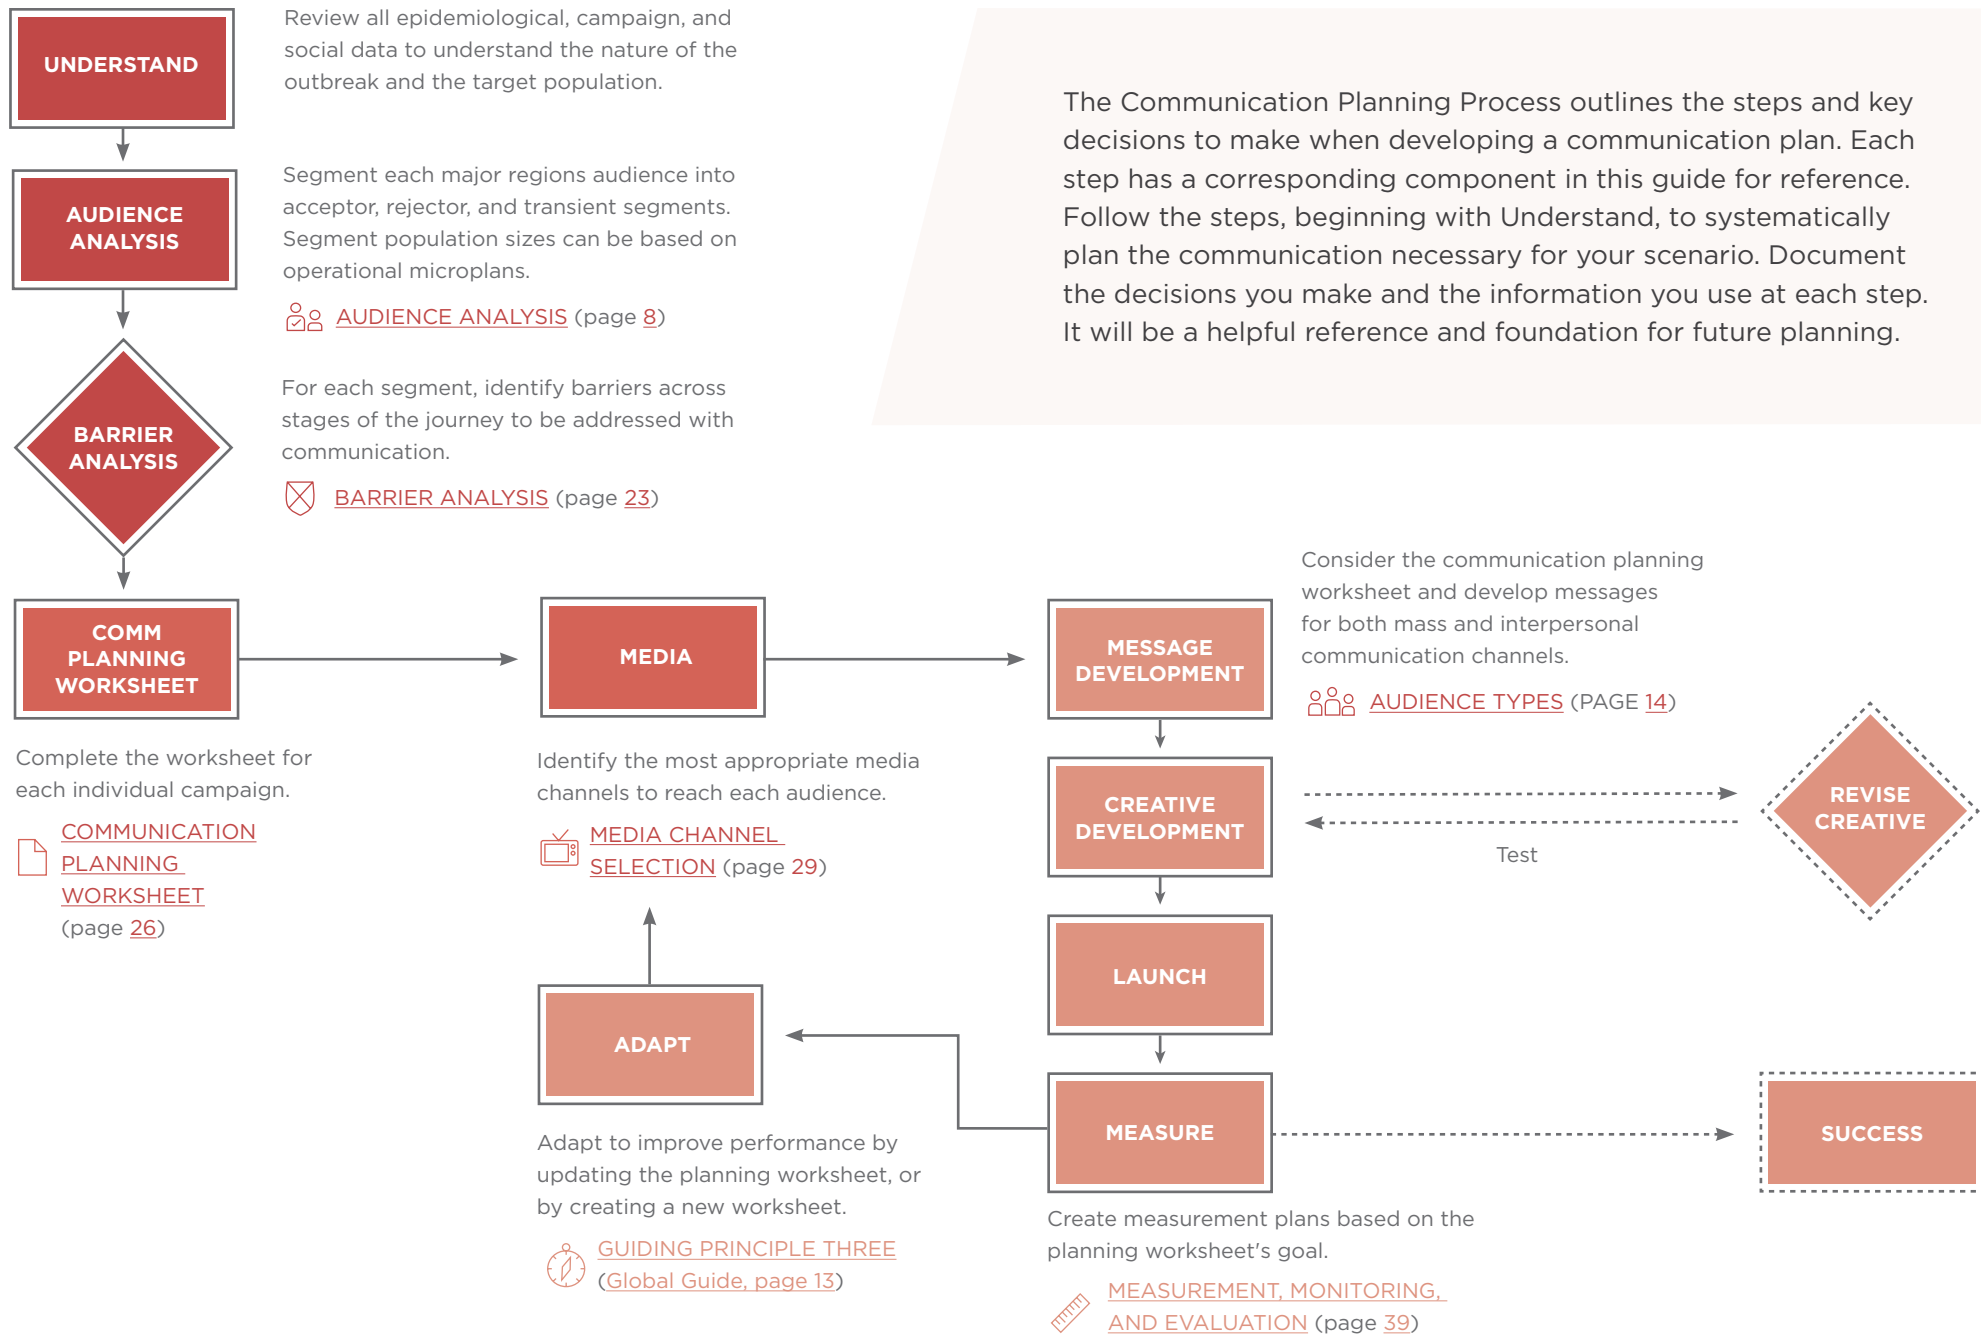 UNDERSTAND
Review all epidemiological, campaign, and
social data to understand the nature of the
outbreak and the target population.
The Communication Planning Process outlines the steps and key
decisions to make when developing a communication plan. Each
step has a corresponding component in this guide for reference.
Follow the steps, beginning with Understand, to systematically
plan the communication necessary for your scenario. Document
the decisions you make and the information you use at each step.
It will be a helpful reference and foundation for future planning.
AUDIENCE
ANALYSIS
Segment each major regions audience into
acceptor, rejector, and transient segments.
Segment population sizes can be based on
operational microplans.
AUDIENCE ANALYSIS (page 8)
BARRIER
ANALYSIS
For each segment, identify barriers across
stages of the journey to be addressed with
communication.
BARRIER ANALYSIS (page 23)
COMM
PLANNING
WORKSHEET
Complete the worksheet for
each individual campaign.
COMMUNICATION
PLANNING
WORKSHEET
(page 26)
MEDIA
Identify the most appropriate media
channels to reach each audience.
MEDIA CHANNEL
SELECTION (page 29)
MESSAGE
DEVELOPMENT
Consider the communication planning
worksheet and develop messages
for both mass and interpersonal
communication channels.
AUDIENCE TYPES (PAGE 14)
CREATIVE
DEVELOPMENT
Test
REVISE
CREATIVE
LAUNCH
ADAPT
Adapt to improve performance by
updating the planning worksheet, or
by creating a new worksheet.
GUIDING PRINCIPLE THREE
(Global Guide, page 13)
MEASURE
Create measurement plans based on the
planning worksheet's goal.
MEASUREMENT, MONITORING,
AND EVALUATION (page 39)
SUCCESS